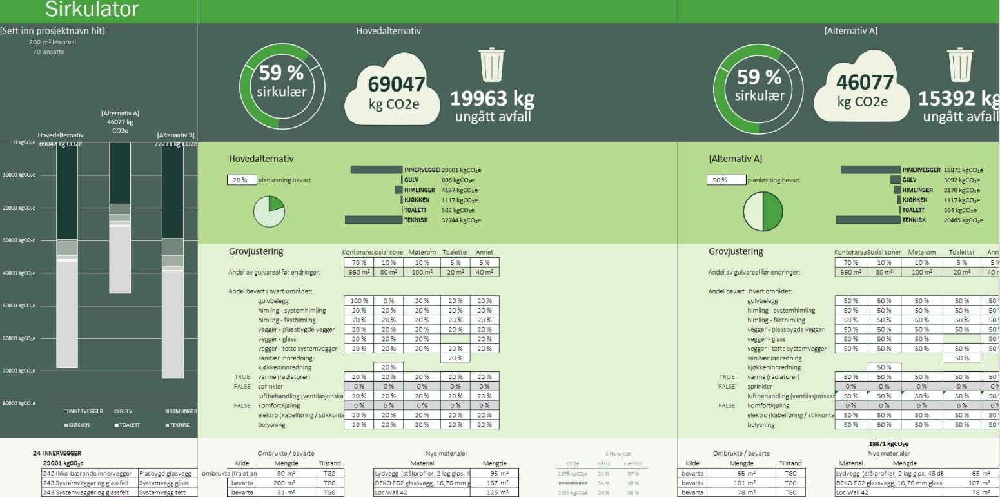 Sirkulator
[Sett inn prosjektnavn hit]
800 m² leieareal
70 ansatte
[Alternativ A]
46077 kg
CO2e
Hovedalternativ
69047 kg CO2e
[Alternativ B]
72211 kg CO2e
0 kgCO₂e
10000 kgCO₂e
20000 kgCO₂e
30000 kgCO₂e
40000 kgCO₂e
50000 kgCO₂e
60000 kgCO₂e
70000 kgCO₂e
80000 kgCO₂e
INNERVEGGER GULV HIMLINGER
KJØKKEN TOALETT TEKNISK
Hovedalternativ
59 %
sirkulær
69047
kg CO2e
19963 kg
ungått avfall
[Alternativ A]
59 %
sirkulær
46077
kg CO2e
15392 kg
ungått avfall
Hovedalternativ
20 % planløsning bevart
INNERVEGGEI 29601 kgCO₂e
GULV 806 kgCO₂e
HIMLINGER 4197 kgCO₂e
KJØKKEN 1117 kgCO₂e
TOALETT 582 kgCO₂e
TEKNISK 32744 kgCO₂e
[Alternativ A]
50 % planløsning bevart
INNERVEGGER 18871 kgCO₂e
GULV 3092 kgCO₂e
HIMLINGER 2170 kgCO₂e
KJØKKEN 1117 kgCO₂e
TOALETT 364 kgCO₂e
TEKNISK 20465 kgCO₂e
Grovjustering Kontorarea sosial sone Møterom Toaletter Annet
70 % 10 % 10 % 5 % 5 %
Andel av gulvareal før endringer: 560 m² 80 m² 100 m² 20 m² 40 m²
Andel bevart i hvert området:
gulvbelegg 100 % 0 % 20 % 20 % 20 %
himling - systemhimling 20 % 20 % 20 % 20 % 20 %
himling - fasthimling 20 % 20 % 20 % 20 % 20 %
vegger - plassbygde vegger 20 % 20 % 20 % 20 % 20 %
vegger - glass 20 % 20 % 20 % 20 %
vegger - tette systemvegger 20 % 20 % 20 % 20 % 20 %
sanitær innredning 20 %
kjøkkeninnredning 20 %
TRUE varme (radiatorer) 20 % 20 % 20 % 20 % 20 %
FALSE sprinkler 0 % 0 % 0 % 0 % 0 %
luftbehandling (ventilasjonska 20 % 20 % 20 % 20 % 20 %
FALSE komfortkjøling 0 % 0 % 0 % 0 % 0 %
elektro (kabelføring / stikkonta 20 % 20 % 20 % 20 % 20 %
belysning 20 % 20 % 20 % 20 % 20 %
Grovjustering KontorareaSosial soner Møterom Toaletter Ann
70 % 10 % 10 % 5 % 5 9
Andel av gulvareal før endringer: 560 m² 80 m² 100 m² 20 m² 40 r
Andel bevart i hvert området:
gulvbelegg 50 % 50 % 50 % 50 % 50
himling - systemhimling 50 % 50 % 50 % 50 % 50
himling - fasthimling 50 % 50 % 50 % 50 % 50
vegger - plassbygde vegger 50 % 50 % 50 % 50 % 50
vegger - glass 50 % 50 % 50 % 50
vegger - tette systemvegger 50 % 50 % 50 % 50 % 50
sanitær innredning 50 %
kjøkkeninnredning 50 %
TRUE varme (radiatorer) 50 % 50 % 50 % 50 % 50
FALSE sprinkler 0 % 0 % 0 % 0 % 0 9
luftbehandling (ventilasjonskar 50 % 50 % 50 % 50 % 50
FALSE komfortkjøling 0 % 0 % 0 % 0 % 0 9
elektro (kabelføring / stikkonta 50 % 50 % 50 % 50 % 50
belysning 50 % 50 % 50 % 50 % 50
24 INNERVEGGER
29601 kgCO₂e
Ombrukte / bevarte Nye materialer Sirkularitet
Kilde Mengde Tilstand Material Mengde CO2e Nåtid Fremtid
242 Ikke-bærende innervegger Plasbygd gipsvegg ombrukte (fra et an 30 m² TG2 Lydvegg (stålprofiler, 2 lag gips, 4 95 m² 1576 kgCO₂e 24 % 57 %
243 Systemvegger og glassfelt Systemvegg glass bevarte 200 m² TG0 DEKO FG2 glassvegg, 16,76 mm g 167 m² ########## 54 % 98 %
243 Systemvegger og glassfelt Systemvegg tett bevarte 31 m² TG0 Loc Wall 42 125 m² 3333 kgCO₂e 20 % 68 %
18871 kgCO₂e
Ombrukte / bevarte Nye materialer
Kilde Mengde Tilstand Material Mengde
bevarte 65 m² TG0 Lydvegg (stålprofiler, 2 lag gips, 48 dE 65 m²
bevarte 101 m² TG0 DEKO FG2 glassvegg, 16,76 mm glass 107 m²
bevarte 78 m² TG0 Loc Wall 42 78 m²